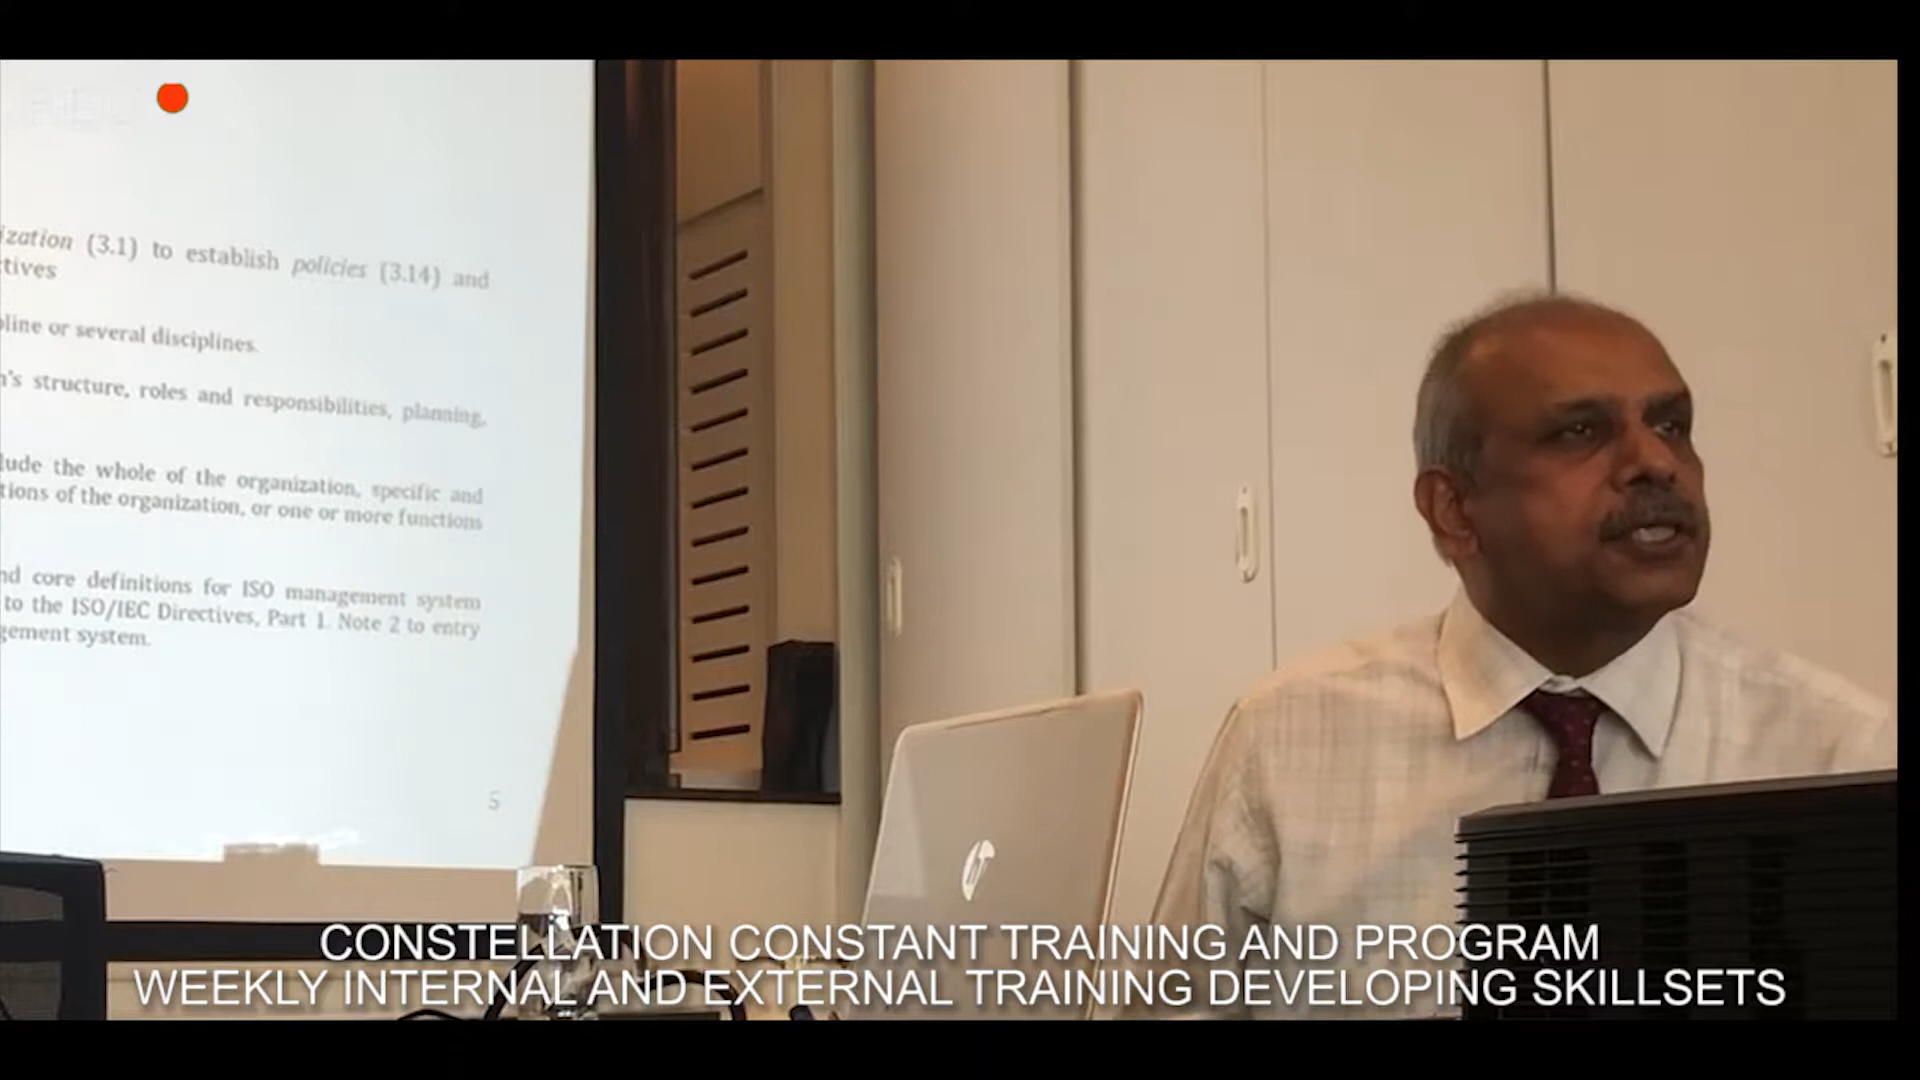 ization (3.1) to establish policies (3.14) and
ctives
pline or several disciplines.
n's structure, roles and responsibilities, planning,
lude the whole of the organization, specific and
tions of the organization, or one or more functions
nd core definitions for ISO management system
to the ISO/IEC Directives, Part 1. Note 2 to entry
gement system.
5
hp
CONSTELLATION CONSTANT TRAINING AND PROGRAM
WEEKLY INTERNAL AND EXTERNAL TRAINING DEVELOPING SKILLSETS